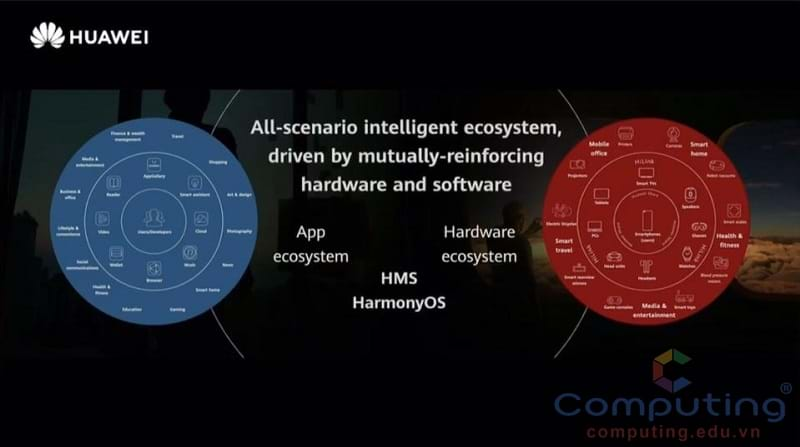 HUAWEI
All-scenario intelligent ecosystem,
driven by mutually-reinforcing
hardware and software
App
ecosystem
Hardware
ecosystem
HMS
HarmonyOS
Finance & wealth
management
Travel
Media &
entertainment
Shopping
Business &
office
Art & design
Lifestyle &
convenience
Photography
Social
communications
News
Health &
fitness
Smart home
Education
Gaming
AppGallery
Reader
Smart assistant
Video
Users/Developers
Cloud
Wallet
Music
Browser
Mobile
office
Printers
Cameras
Smart
home
Projectors
HiLink
Robot vacuums
Smart TVs
Tablets
Speakers
Electric bicycles
Smart scales
PCs
Smartphones
(users)
Glasses
Smart
travel
Health &
fitness
Head units
Watches
Headsets
Smart rearview
mirrors
Blood pressure
meters
Game consoles
Media &
entertainment
Smart toys
Computing®
computing.edu.vn